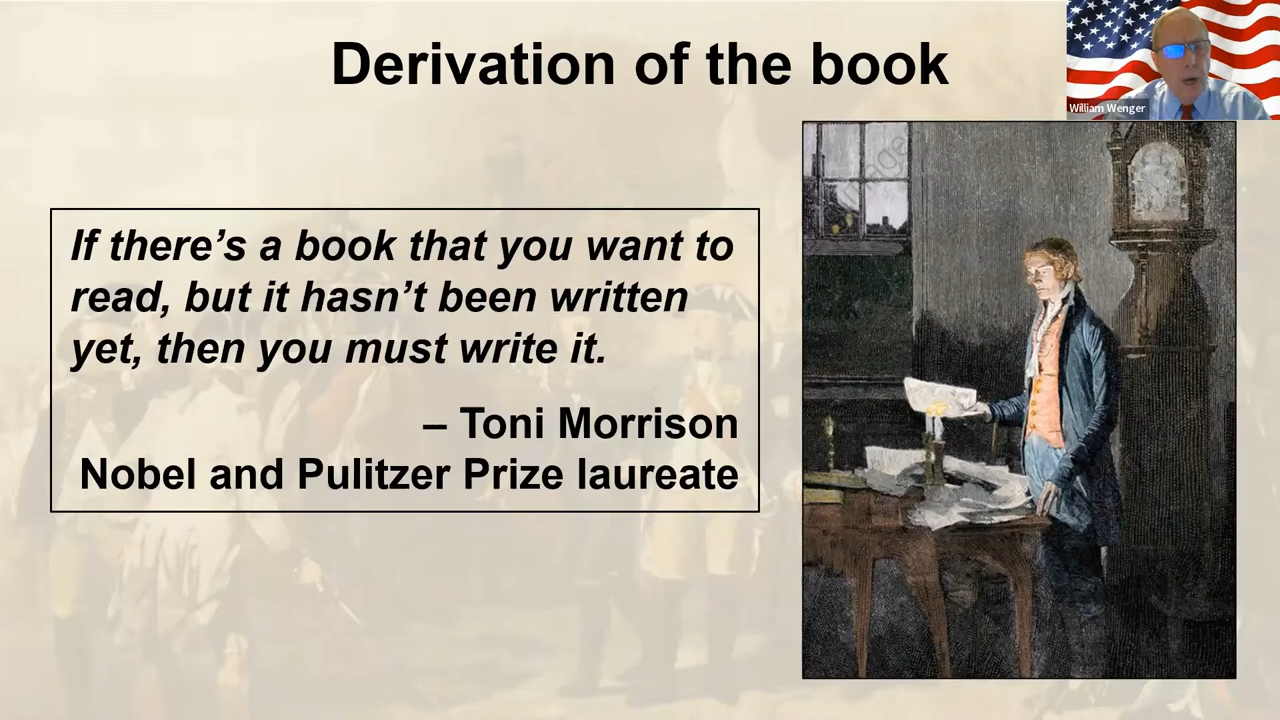 Derivation of the book
William Wenger
If there’s a book that you want to
read, but it hasn’t been written
yet, then you must write it.
– Toni Morrison
Nobel and Pulitzer Prize laureate